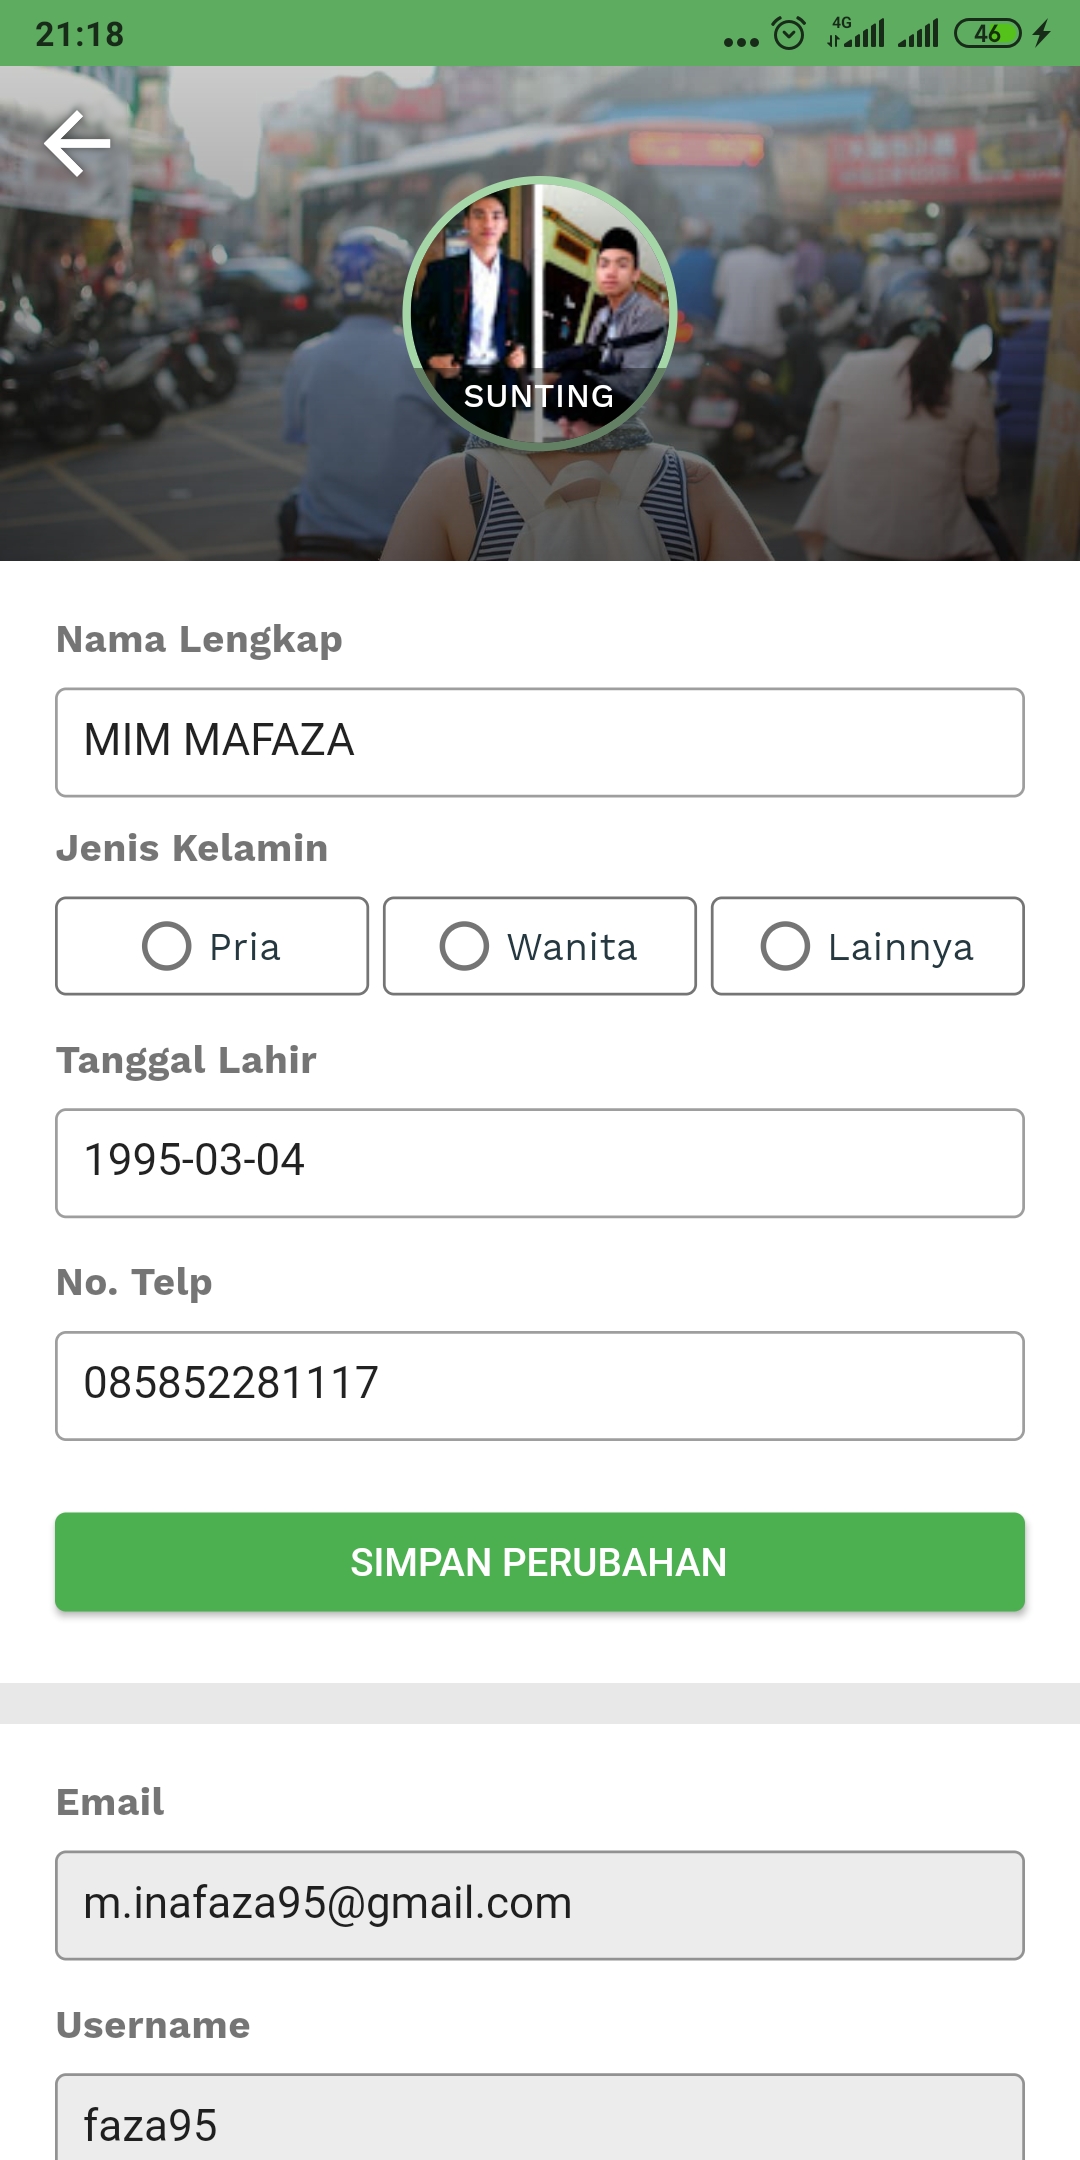 21:18
4G
46
SUNTING
Nama Lengkap
MIM MAFAZA
Jenis Kelamin
Pria
Wanita
Lainnya
Tanggal Lahir
1995-03-04
No. Telp
085852281117
SIMPAN PERUBAHAN
Email
m.inafaza95@gmail.com
Username
faza95